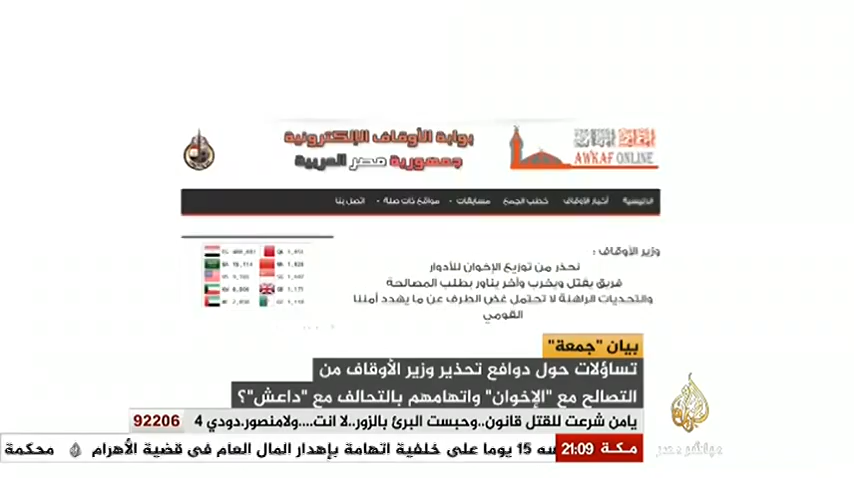 بوابة الأوقاف الإلكترونية
جمهورية مصر العربية
AWKAF ONLINE
الرئيسية أخبار الأوقاف خطب الجمع مسابقات مواقع ذات صلة اتصل بنا
وزير الأوقاف :
نحذر من توزيع الإخوان للأدوار
فريق يقتل ويخرب وآخر يناور بطلب المصالحة
والتحديات الراهنة لا تحتمل غض الطرف عن ما يهدد أمننا
القومي
بيان "جمعة"
تساؤلات حول دوافع تحذير وزير الأوقاف من
التصالح مع "الإخوان" واتهامهم بالتحالف مع "داعش"؟
يامن شرعت للقتل قانون..وحبست البرئ بالزور..لا انت....ولامنصور.دودي 4
92206
مكة 21:09
سه 15 يوما على خلفية اتهامة بإهدار المال العام في قضية الأهرام محكمة